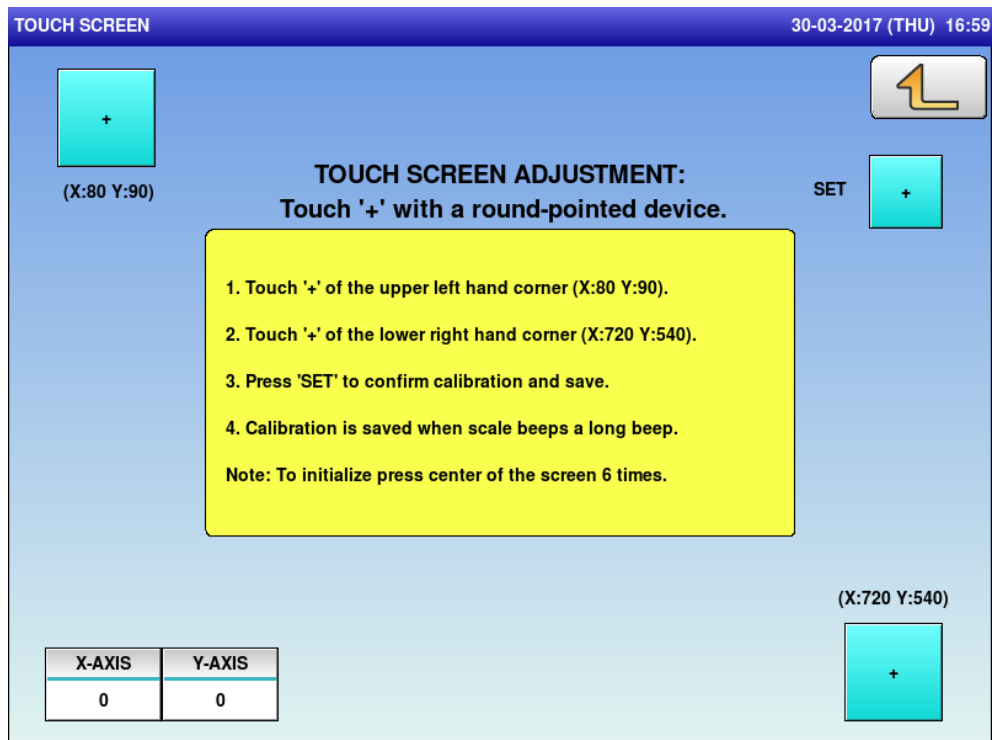 TOUCH SCREEN 30-03-2017 (THU) 16:59
+
(X:80 Y:90)
TOUCH SCREEN ADJUSTMENT:
Touch '+' with a round-pointed device.
SET +
1. Touch '+' of the upper left hand corner (X:80 Y:90).
2. Touch '+' of the lower right hand corner (X:720 Y:540).
3. Press 'SET' to confirm calibration and save.
4. Calibration is saved when scale beeps a long beep.
Note: To initialize press center of the screen 6 times.
(X:720 Y:540)
+
X-AXIS Y-AXIS
0 0